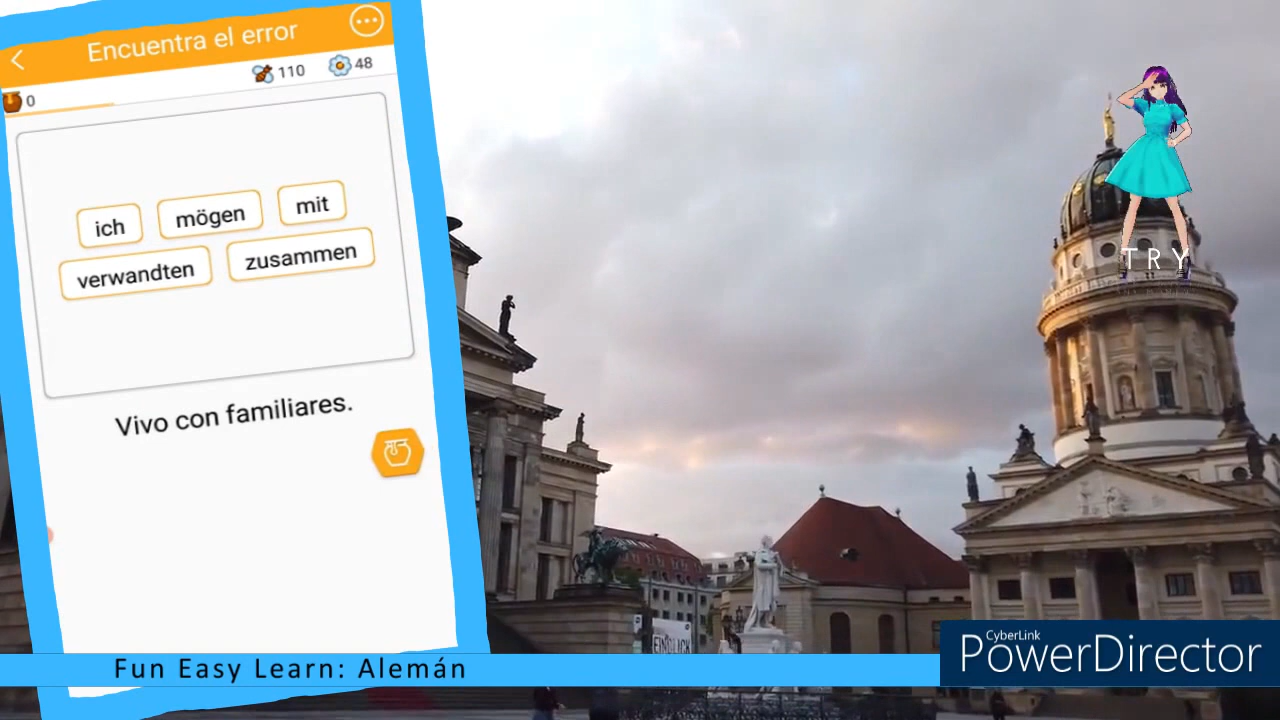 Encuentra el error
110
48
0
ich
mögen
mit
verwandten
zusammen
Vivo con familiares.
TRY
EINBLICK
Fun Easy Learn: Alemán
CyberLink
PowerDirector